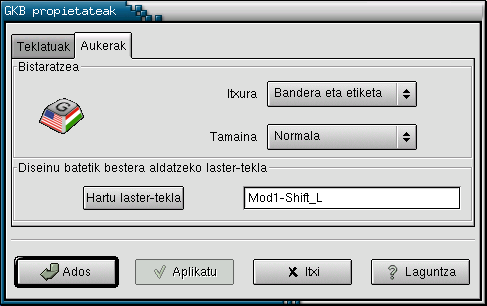 GKB propietateak
Teklatuak Aukerak
Bistaratzea
Itxura Bandera eta etiketa
G
Tamaina Normala
Diseinu batetik bestera aldatzeko laster-tekla
Hartu laster-tekla Mod1-Shift_L
Ados Aplikatu Itxi Laguntza